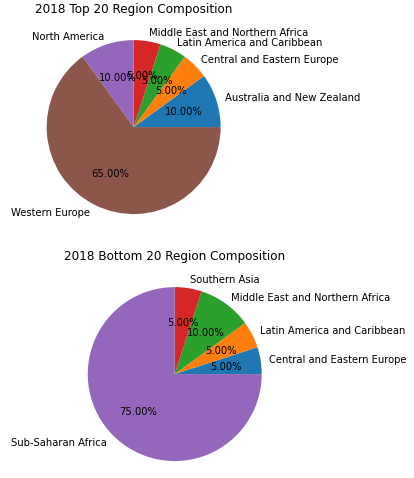 2018 Top 20 Region Composition
Middle East and Northern Africa
North America
Latin America and Caribbean
Central and Eastern Europe
5.00%
10.00%
5.00%
5.00%
Australia and New Zealand
10.00%
65.00%
Western Europe
2018 Bottom 20 Region Composition
Southern Asia
Middle East and Northern Africa
5.00%
10.00%
Latin America and Caribbean
5.00%
Central and Eastern Europe
5.00%
75.00%
Sub-Saharan Africa